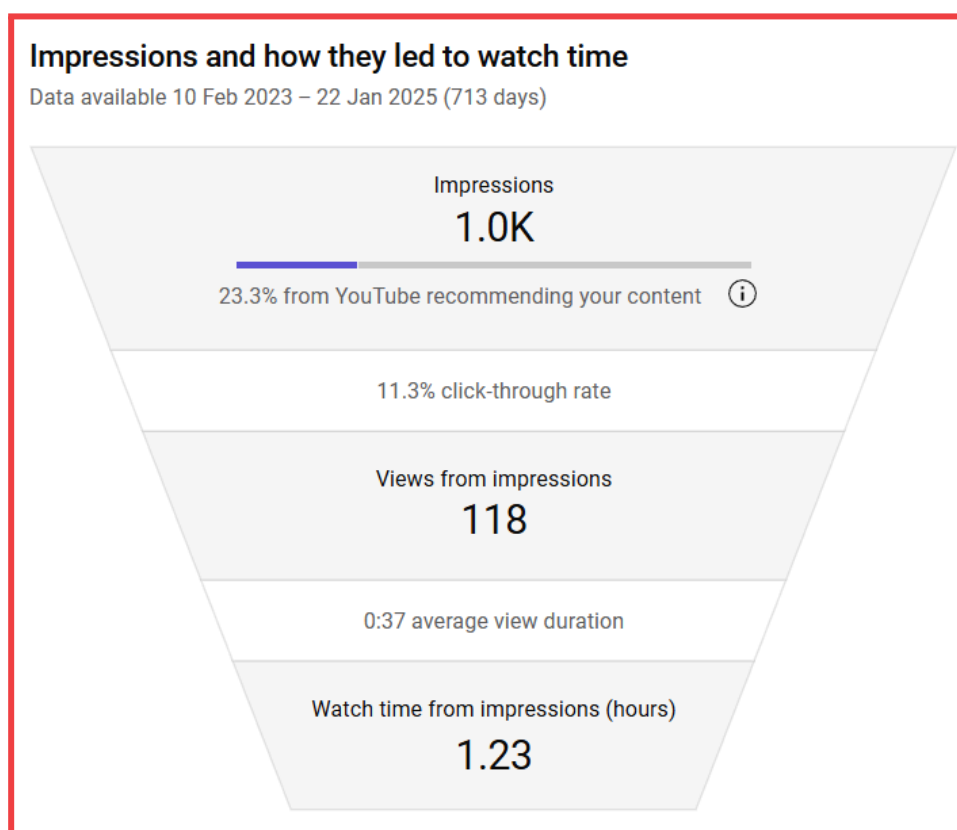 Impressions and how they led to watch time
Data available 10 Feb 2023 – 22 Jan 2025 (713 days)
Impressions
1.0K
23.3% from YouTube recommending your content
11.3% click-through rate
Views from impressions
118
0:37 average view duration
Watch time from impressions (hours)
1.23